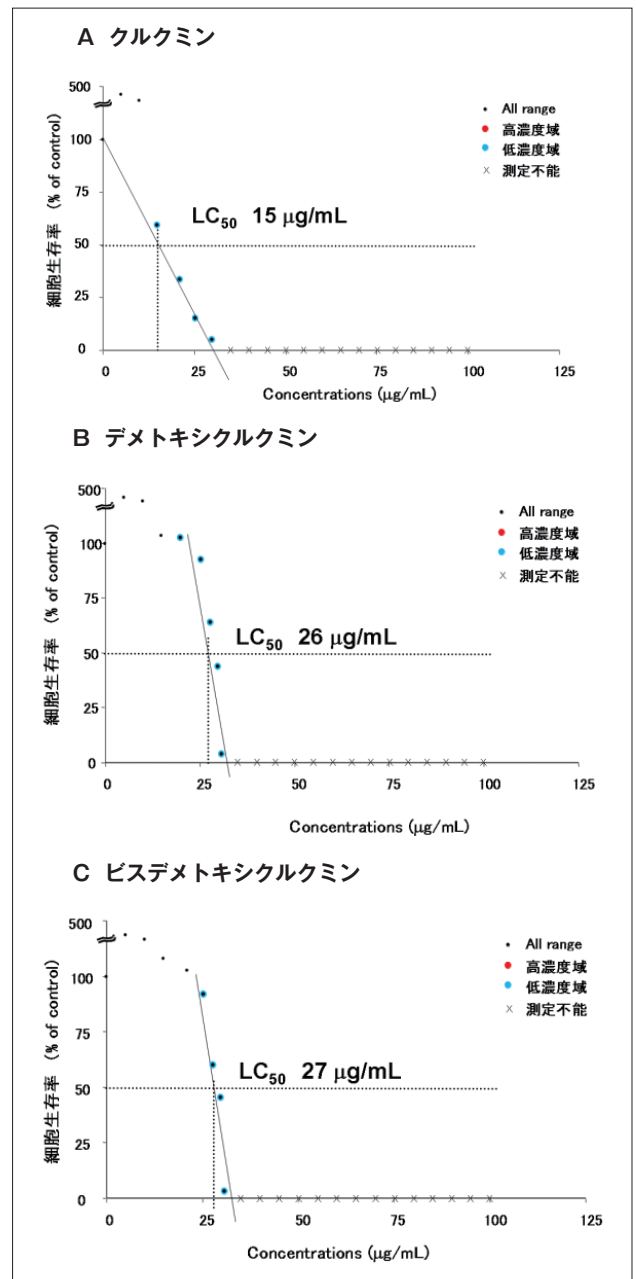 A クルクミン
500
100
75
50
25
0
細胞生存率 (% of control)
• All range
● 高濃度域
● 低濃度域
× 測定不能
LC50 15 μg/mL
0 25 50 75 100 125
Concentrations (μg/mL)
B デメトキシクルクミン
500
100
75
50
25
0
細胞生存率 (% of control)
• All range
● 高濃度域
● 低濃度域
× 測定不能
LC50 26 μg/mL
0 25 50 75 100 125
Concentrations (μg/mL)
C ビスデメトキシクルクミン
500
100
75
50
25
0
細胞生存率 (% of control)
• All range
● 高濃度域
● 低濃度域
× 測定不能
LC50 27 μg/mL
0 25 50 75 100 125
Concentrations (μg/mL)